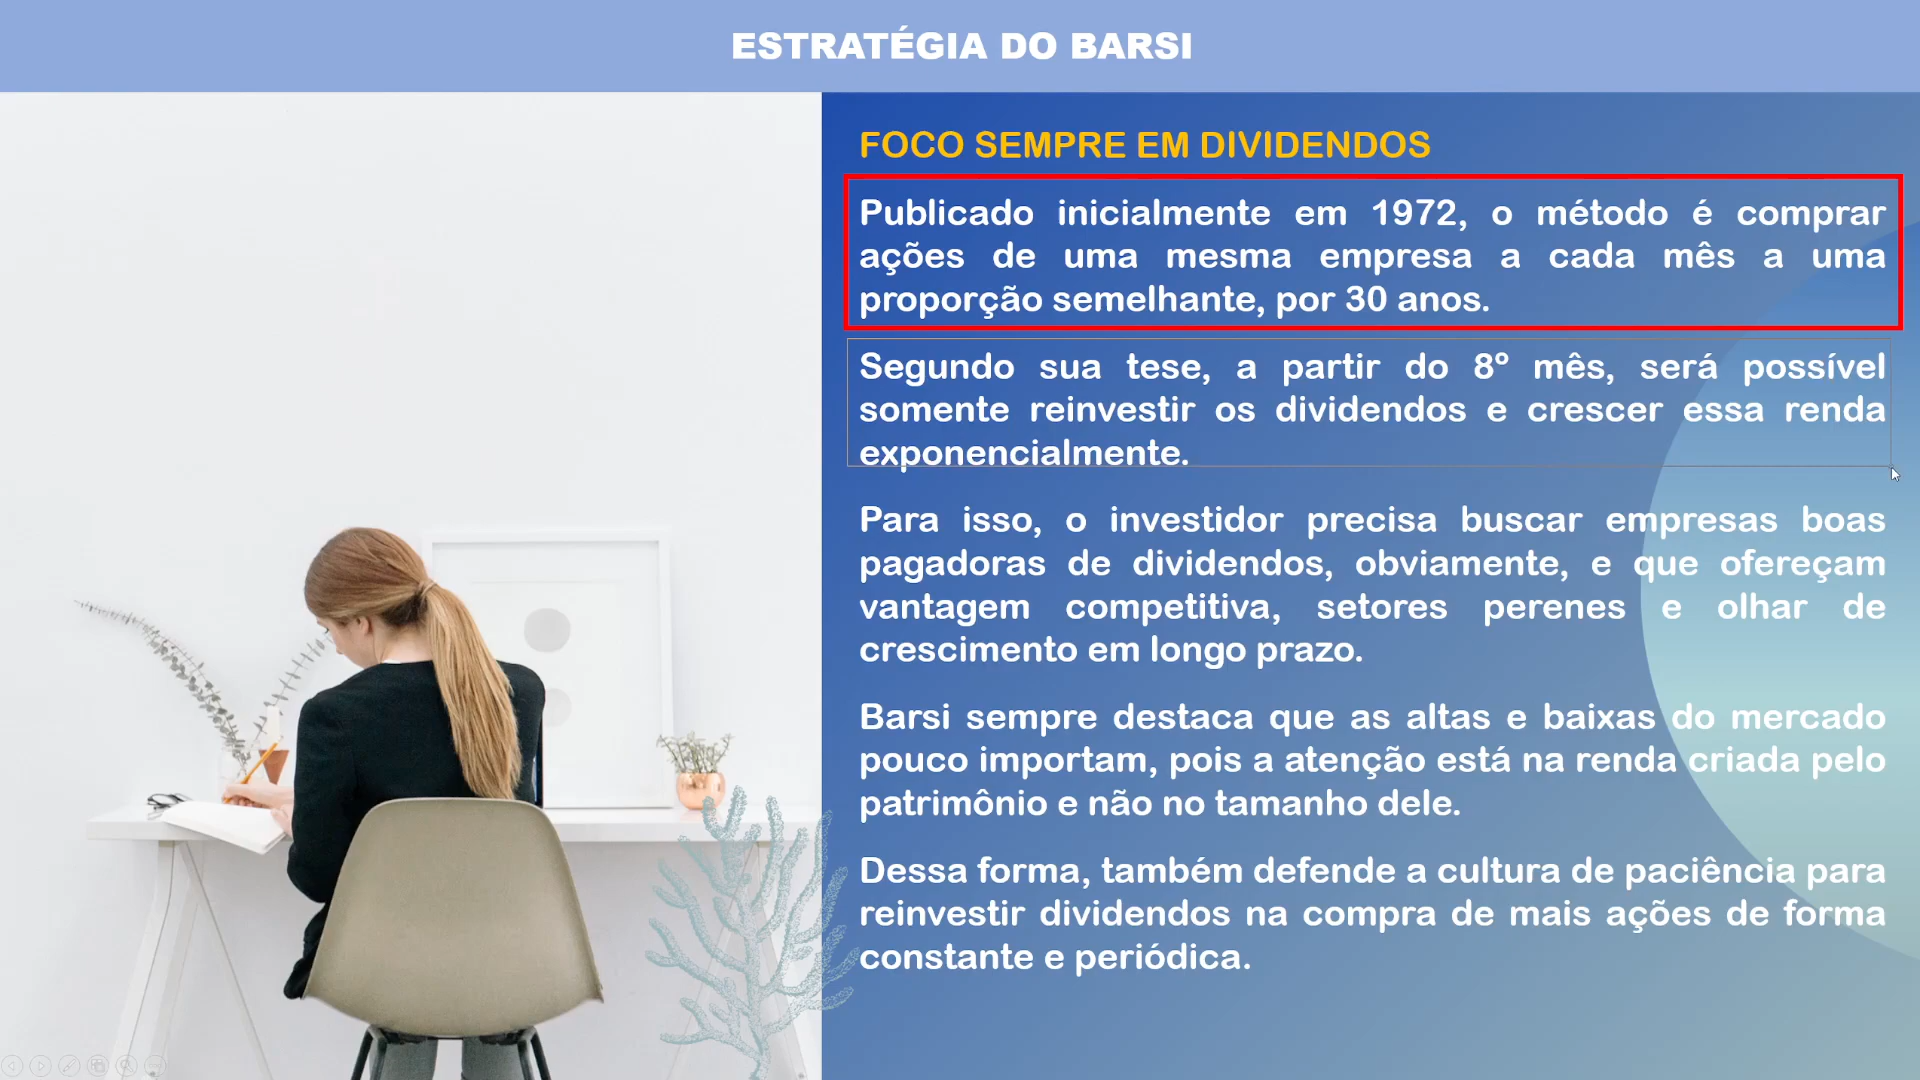 ESTRATÉGIA DO BARSI
FOCO SEMPRE EM DIVIDENDOS
Publicado inicialmente em 1972, o método é comprar
ações de uma mesma empresa a cada mês a uma
proporção semelhante, por 30 anos.
Segundo sua tese, a partir do 8º mês, será possível
somente reinvestir os dividendos e crescer essa renda
exponencialmente.
Para isso, o investidor precisa buscar empresas boas
pagadoras de dividendos, obviamente, e que ofereçam
vantagem competitiva, setores perenes e olhar de
crescimento em longo prazo.
Barsi sempre destaca que as altas e baixas do mercado
pouco importam, pois a atenção está na renda criada pelo
patrimônio e não no tamanho dele.
Dessa forma, também defende a cultura de paciência para
reinvestir dividendos na compra de mais ações de forma
constante e periódica.